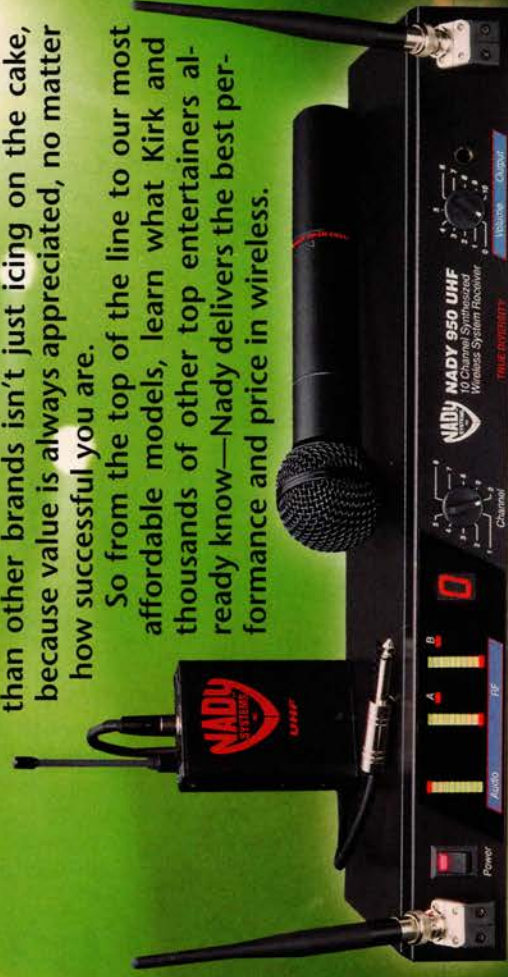 than other brands isn't just icing on the cake,
because value is always appreciated, no matter
how successful you are.
So from the top of the line to our most
affordable models, learn what Kirk and
thousands of other top entertainers al-
ready know—Nady delivers the best per-
formance and price in wireless.
NADY
SYSTEMS
UHF
Power
Audio
A
B
RF
0
Channel
NADY
SYSTEMS
NADY 950 UHF
10 Channel Synthesized
Wireless System Receiver
TRUE DIVERSITY
Volume
Output